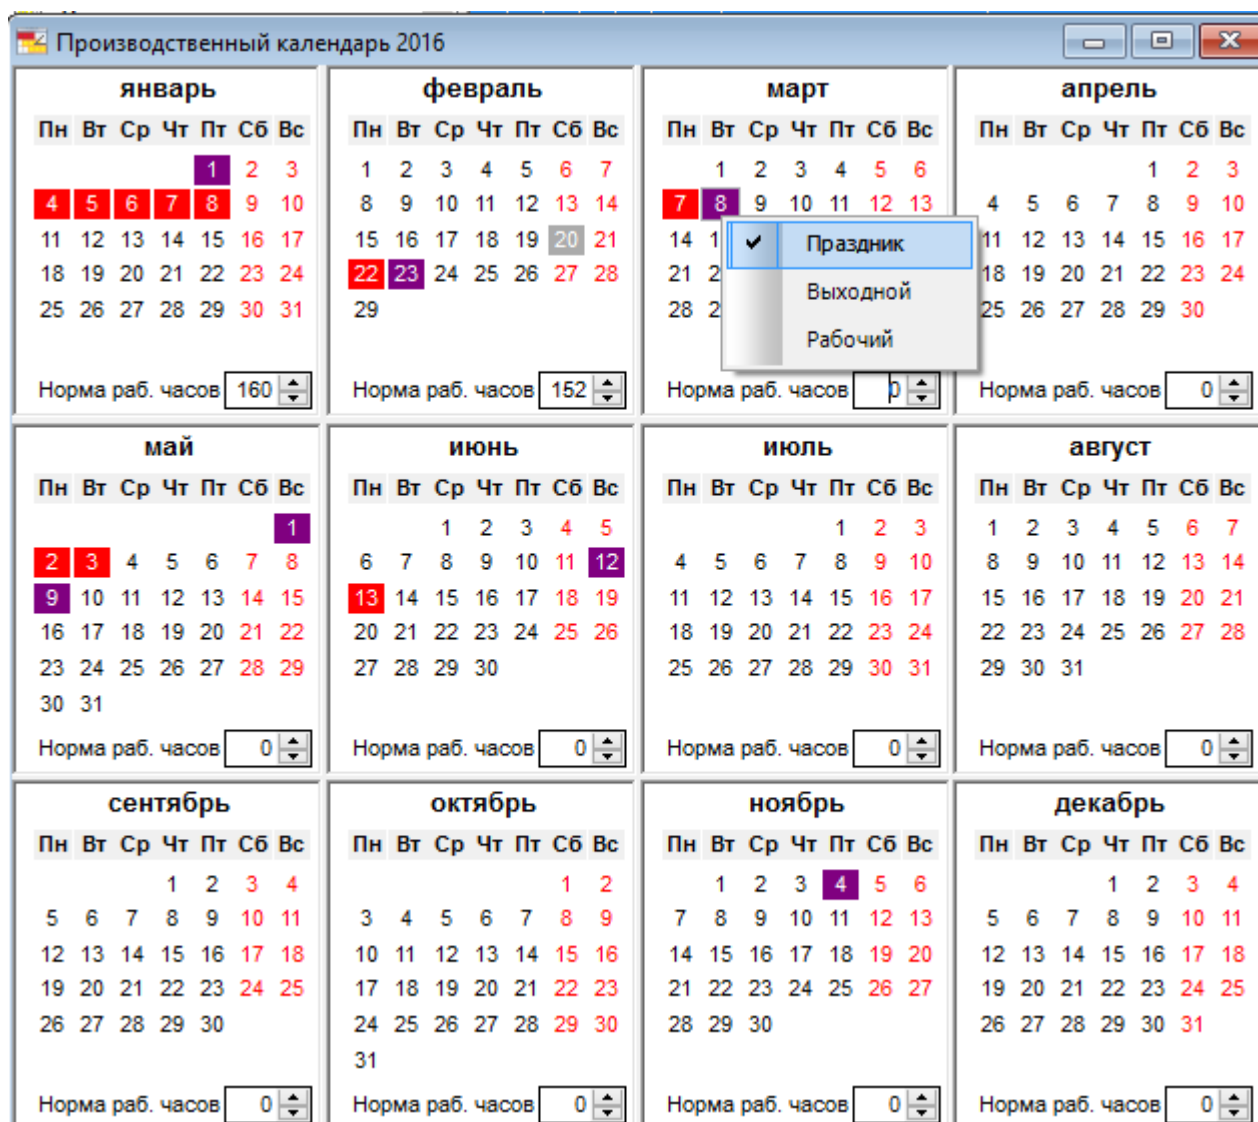 Производственный календарь 2016
январь
Пн Вт Ср Чт Пт Сб Вс
1 2 3
4 5 6 7 8 9 10
11 12 13 14 15 16 17
18 19 20 21 22 23 24
25 26 27 28 29 30 31
Норма раб. часов 160
февраль
Пн Вт Ср Чт Пт Сб Вс
1 2 3 4 5 6 7
8 9 10 11 12 13 14
15 16 17 18 19 20 21
22 23 24 25 26 27 28
29
Норма раб. часов 152
март
Пн Вт Ср Чт Пт Сб Вс
1 2 3 4 5 6
7 8 9 10 11 12 13
14
21
28
Праздник
Выходной
Рабочий
Норма раб. часов 0
апрель
Пн Вт Ср Чт Пт Сб Вс
1 2 3
4 5 6 7 8 9 10
11 12 13 14 15 16 17
18 19 20 21 22 23 24
25 26 27 28 29 30
Норма раб. часов 0
май
Пн Вт Ср Чт Пт Сб Вс
1
2 3 4 5 6 7 8
9 10 11 12 13 14 15
16 17 18 19 20 21 22
23 24 25 26 27 28 29
30 31
Норма раб. часов 0
июнь
Пн Вт Ср Чт Пт Сб Вс
1 2 3 4 5
6 7 8 9 10 11 12
13 14 15 16 17 18 19
20 21 22 23 24 25 26
27 28 29 30
Норма раб. часов 0
июль
Пн Вт Ср Чт Пт Сб Вс
1 2 3
4 5 6 7 8 9 10
11 12 13 14 15 16 17
18 19 20 21 22 23 24
25 26 27 28 29 30 31
Норма раб. часов 0
август
Пн Вт Ср Чт Пт Сб Вс
1 2 3 4 5 6 7
8 9 10 11 12 13 14
15 16 17 18 19 20 21
22 23 24 25 26 27 28
29 30 31
Норма раб. часов 0
сентябрь
Пн Вт Ср Чт Пт Сб Вс
1 2 3 4
5 6 7 8 9 10 11
12 13 14 15 16 17 18
19 20 21 22 23 24 25
26 27 28 29 30
Норма раб. часов 0
октябрь
Пн Вт Ср Чт Пт Сб Вс
1 2
3 4 5 6 7 8 9
10 11 12 13 14 15 16
17 18 19 20 21 22 23
24 25 26 27 28 29 30
31
Норма раб. часов 0
ноябрь
Пн Вт Ср Чт Пт Сб Вс
1 2 3 4 5 6
7 8 9 10 11 12 13
14 15 16 17 18 19 20
21 22 23 24 25 26 27
28 29 30
Норма раб. часов 0
декабрь
Пн Вт Ср Чт Пт Сб Вс
1 2 3 4
5 6 7 8 9 10 11
12 13 14 15 16 17 18
19 20 21 22 23 24 25
26 27 28 29 30 31
Норма раб. часов 0